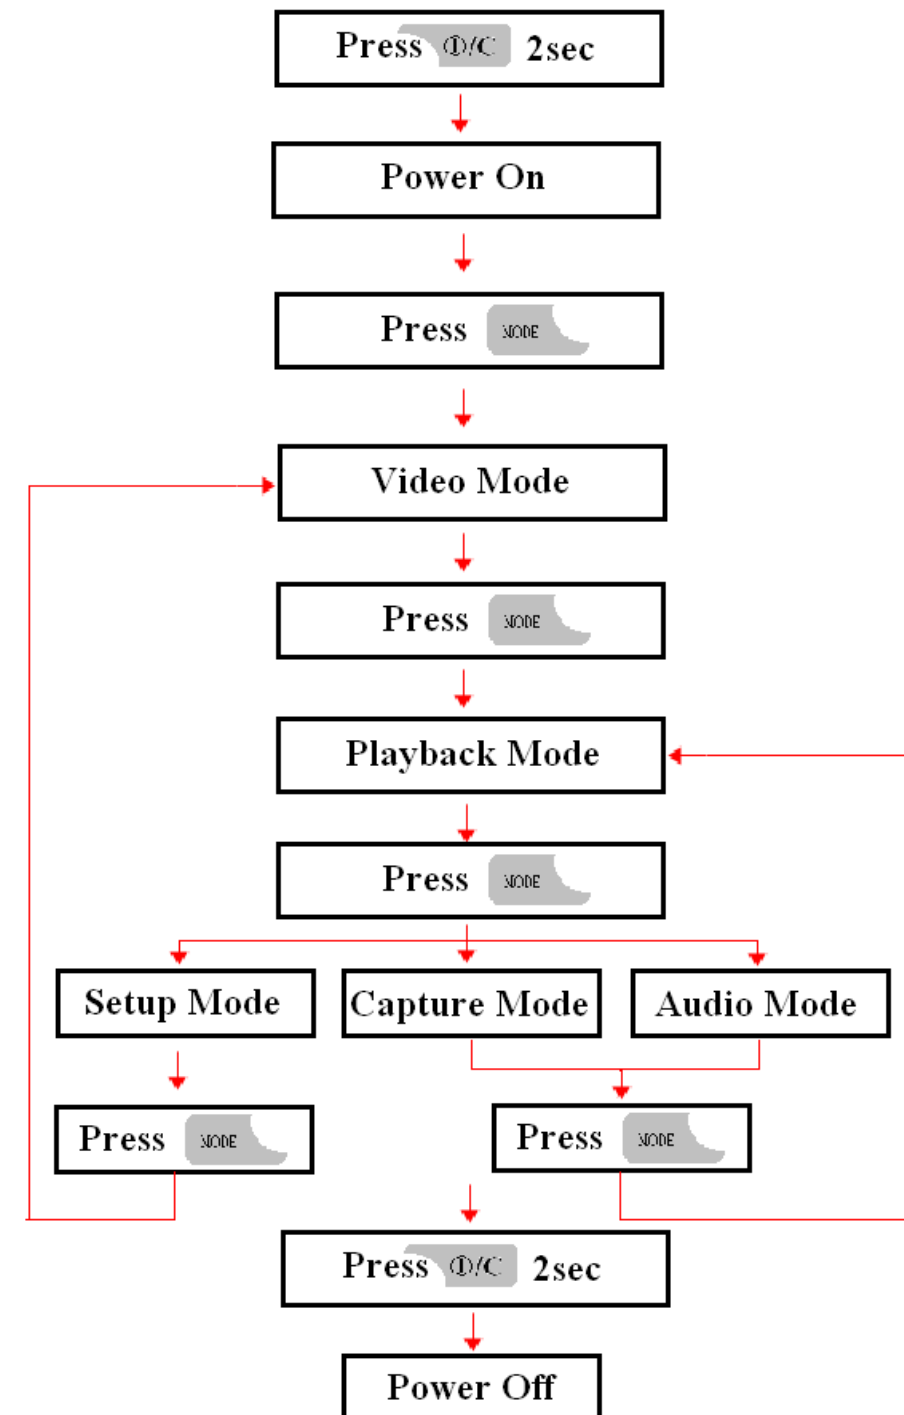 Press ①/C 2sec
Power On
Press MODE
Video Mode
Press MODE
Playback Mode
Press MODE
Setup Mode
Capture Mode
Audio Mode
Press MODE
Press MODE
Press ①/C 2sec
Power Off